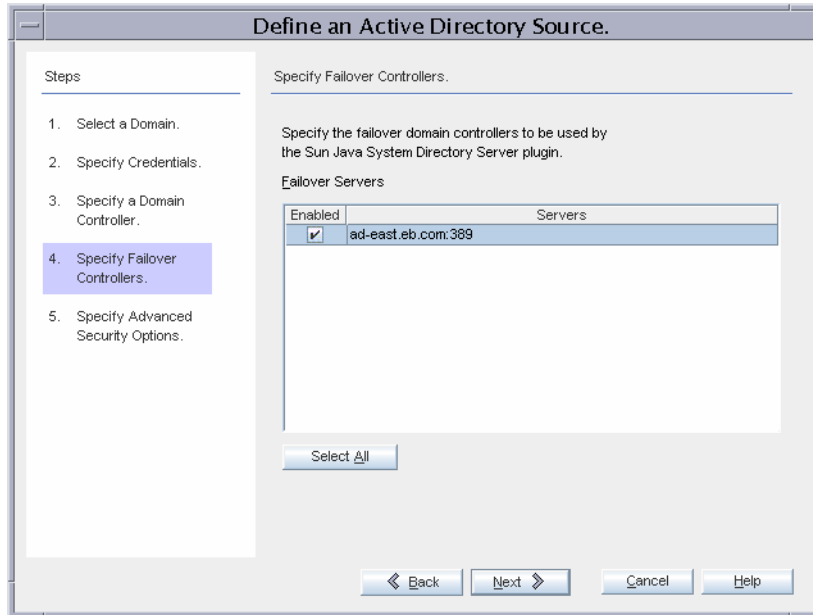 Define an Active Directory Source.
Steps
1. Select a Domain.
2. Specify Credentials.
3. Specify a Domain
Controller.
4. Specify Failover
Controllers.
5. Specify Advanced
Security Options.
Specify Failover Controllers.
Specify the failover domain controllers to be used by
the Sun Java System Directory Server plugin.
Failover Servers
Enabled Servers
ad-east.eb.com:389
Select All
Back Next Cancel Help